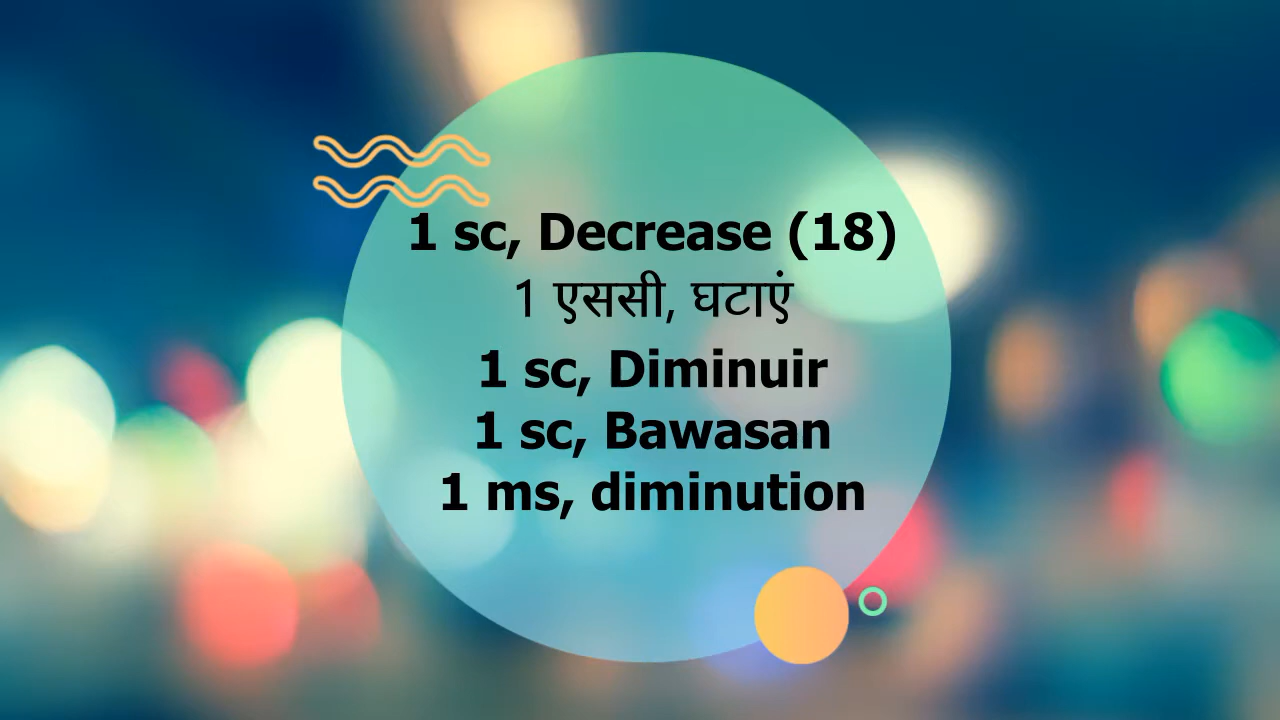 1 sc, Decrease (18)
1 एससी, घटाएं
1 sc, Diminuir
1 sc, Bawasan
1 ms, diminution